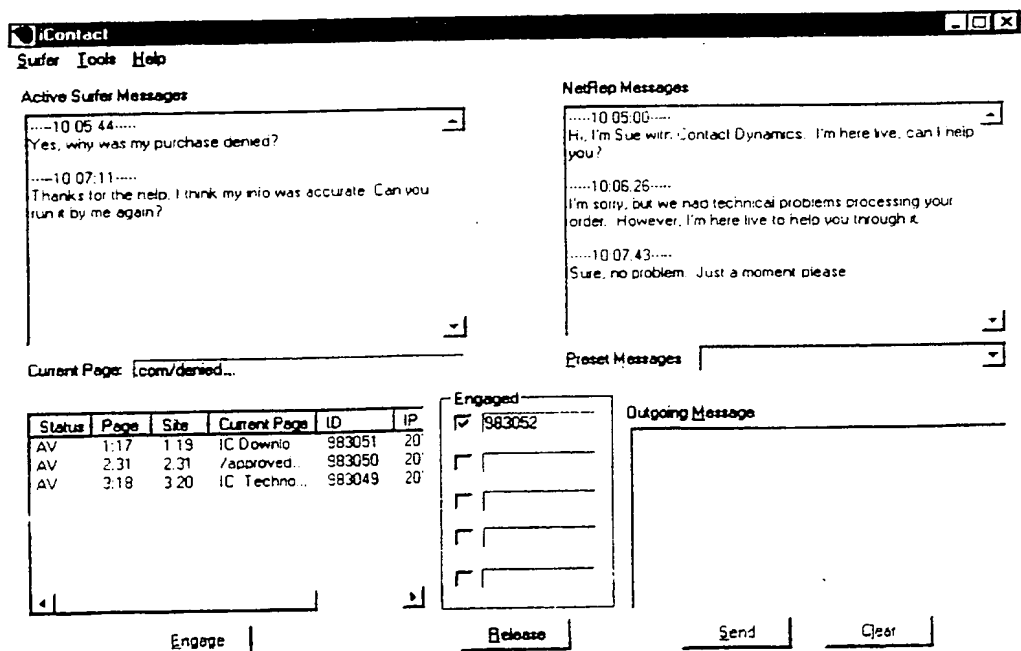 iContact
Surfer Tools Help
Active Surfer Messages
-----10 05 44-----
Yes, why was my purchase denied?
-----10 07:11-----
Thanks for the help, I think my info was accurate. Can you
run it by me again?
NetRep Messages
-----10 05:00-----
Hi, I'm Sue with Contact Dynamics. I'm here live, can I help
you?
-----10:06.26-----
I'm sorry, but we had technical problems processing your
order. However, I'm here live to help you through it.
-----10 07.43-----
Sure, no problem. Just a moment please
Current Page: .com/denied...
Preset Messages
Status Page Site Current Page ID IP
AV 1:17 1 19 IC Downlo 983051 20
AV 2.31 2.31 /approved.. 983050 20
AV 3:18 3 20 IC Techno... 983049 20
Engaged
983052
Outgoing Message
Engage
Release
Send
Clear